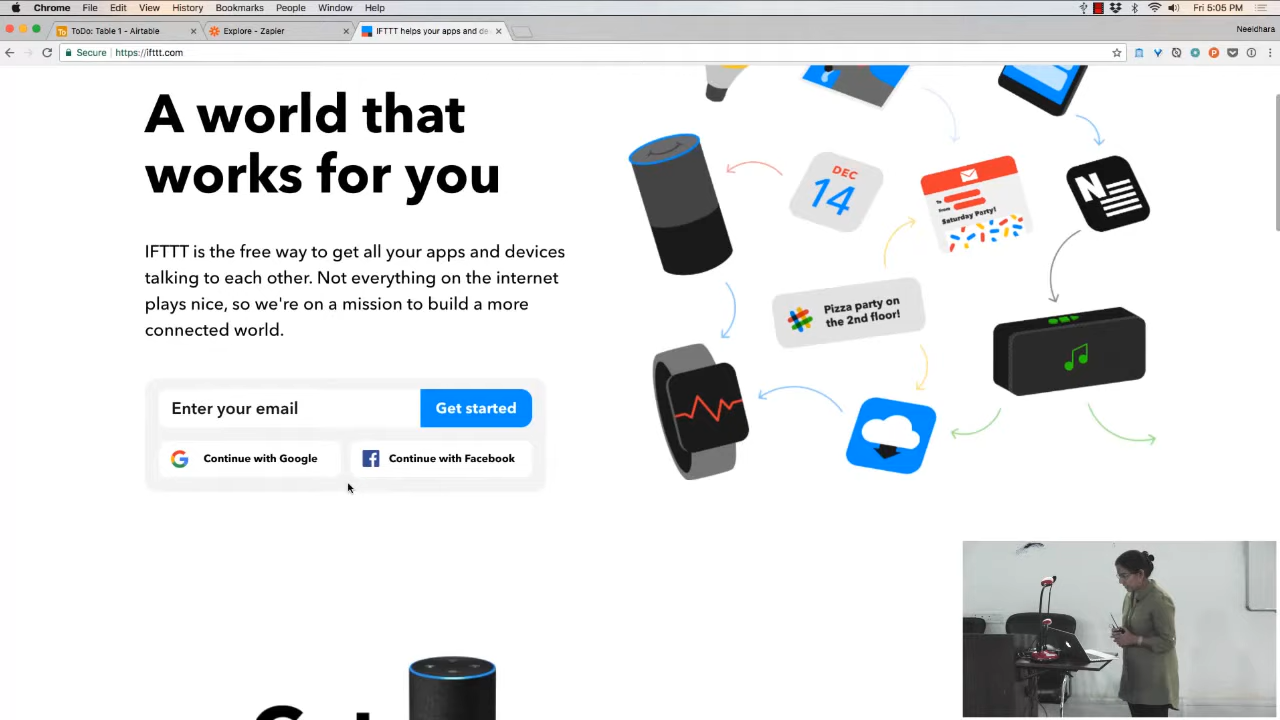 Chrome File Edit View History Bookmarks People Window Help
Fri 5:05 PM
ToDo: Table 1 - Airtable
Explore - Zapier
IFTTT helps your apps and de
Needhara
Secure https://ifttt.com
A world that
works for you
IFTTT is the free way to get all your apps and devices
talking to each other. Not everything on the internet
plays nice, so we're on a mission to build a more
connected world.
Enter your email
Get started
Continue with Google
Continue with Facebook
DEC
14
To
From
Saturday Party!
N
Pizza party on
the 2nd floor!